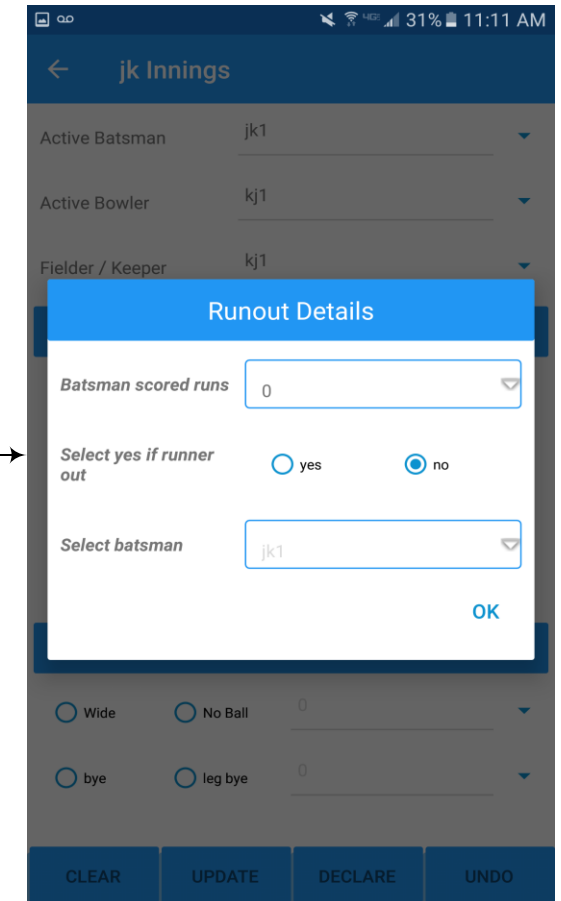 4GE 31% 11:11 AM
jk Innings
Active Batsman jk1
Active Bowler kj1
Fielder / Keeper kj1
Runout Details
Batsman scored runs 0
Select yes if runner
out
yes no
Select batsman jk1
OK
Wide No Ball 0
bye leg bye 0
CLEAR UPDATE DECLARE UNDO